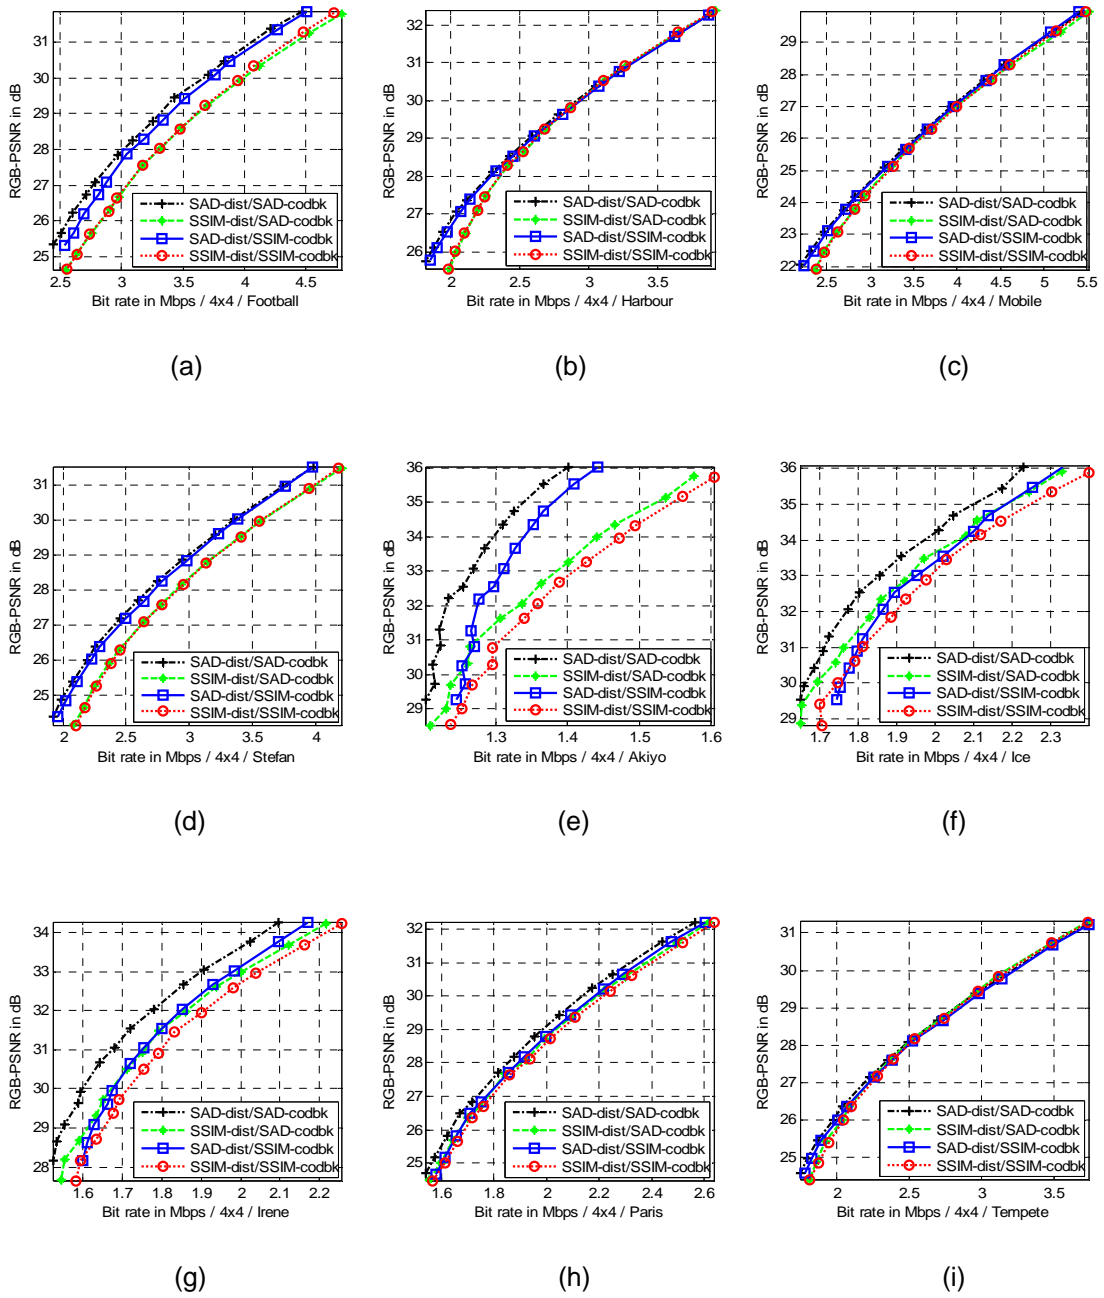 RGB-PSNR in dB
31
30
29
28
27
26
25
2.5 3 3.5 4 4.5
SAD-dist/SAD-codbk
SSIM-dist/SAD-codbk
SAD-dist/SSIM-codbk
SSIM-dist/SSIM-codbk
Bit rate in Mbps / 4x4 / Football
(a)
RGB-PSNR in dB
32
31
30
29
28
27
26
2 2.5 3 3.5
SAD-dist/SAD-codbk
SSIM-dist/SAD-codbk
SAD-dist/SSIM-codbk
SSIM-dist/SSIM-codbk
Bit rate in Mbps / 4x4 / Harbour
(b)
RGB-PSNR in dB
29
28
27
26
25
24
23
22
2.5 3 3.5 4 4.5 5 5.5
SAD-dist/SAD-codbk
SSIM-dist/SAD-codbk
SAD-dist/SSIM-codbk
SSIM-dist/SSIM-codbk
Bit rate in Mbps / 4x4 / Mobile
(c)
RGB-PSNR in dB
31
30
29
28
27
26
25
2 2.5 3 3.5 4
SAD-dist/SAD-codbk
SSIM-dist/SAD-codbk
SAD-dist/SSIM-codbk
SSIM-dist/SSIM-codbk
Bit rate in Mbps / 4x4 / Stefan
(d)
RGB-PSNR in dB
36
35
34
33
32
31
30
29
1.3 1.4 1.5 1.6
SAD-dist/SAD-codbk
SSIM-dist/SAD-codbk
SAD-dist/SSIM-codbk
SSIM-dist/SSIM-codbk
Bit rate in Mbps / 4x4 / Akiyo
(e)
RGB-PSNR in dB
36
35
34
33
32
31
30
29
1.7 1.8 1.9 2 2.1 2.2 2.3
SAD-dist/SAD-codbk
SSIM-dist/SAD-codbk
SAD-dist/SSIM-codbk
SSIM-dist/SSIM-codbk
Bit rate in Mbps / 4x4 / Ice
(f)
RGB-PSNR in dB
34
33
32
31
30
29
28
1.6 1.7 1.8 1.9 2 2.1 2.2
SAD-dist/SAD-codbk
SSIM-dist/SAD-codbk
SAD-dist/SSIM-codbk
SSIM-dist/SSIM-codbk
Bit rate in Mbps / 4x4 / Irene
(g)
RGB-PSNR in dB
32
31
30
29
28
27
26
25
1.6 1.8 2 2.2 2.4 2.6
SAD-dist/SAD-codbk
SSIM-dist/SAD-codbk
SAD-dist/SSIM-codbk
SSIM-dist/SSIM-codbk
Bit rate in Mbps / 4x4 / Paris
(h)
RGB-PSNR in dB
31
30
29
28
27
26
25
2 2.5 3 3.5
SAD-dist/SAD-codbk
SSIM-dist/SAD-codbk
SAD-dist/SSIM-codbk
SSIM-dist/SSIM-codbk
Bit rate in Mbps / 4x4 / Tempete
(i)